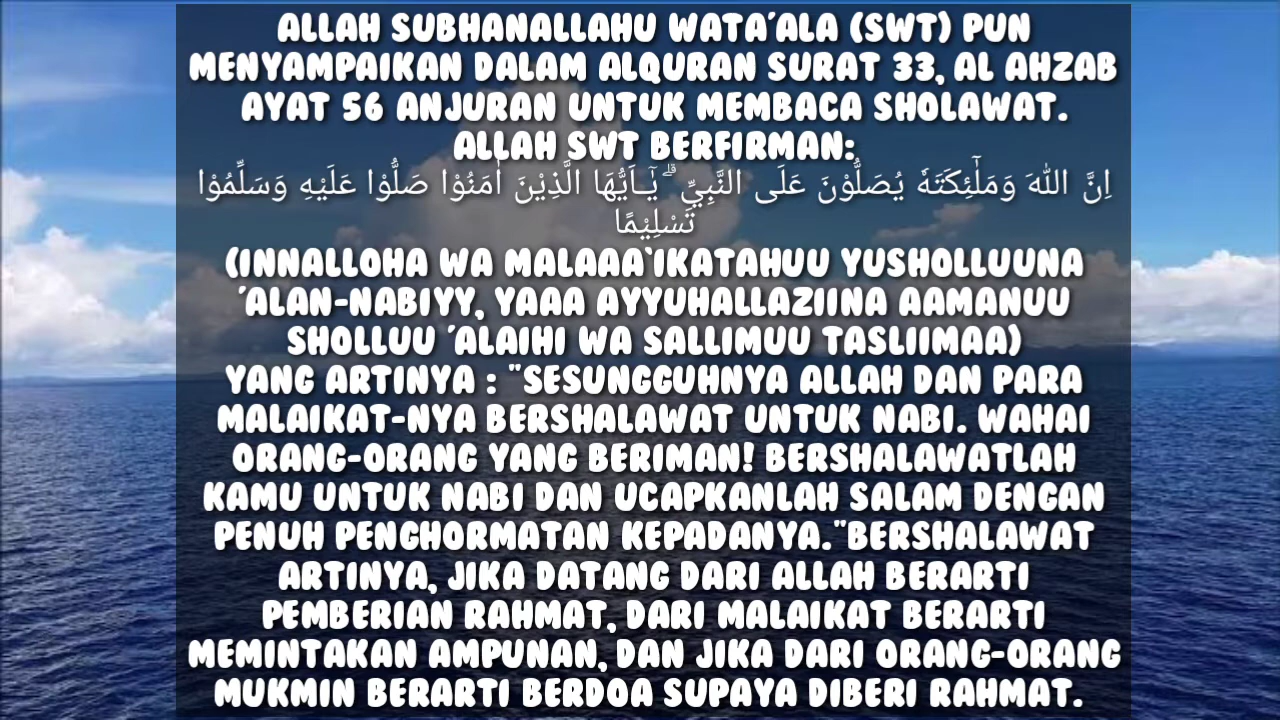 ALLAH SUBHANALLAHU WATA'ALA (SWT) PUN
MENYAMPAIKAN DALAM ALQURAN SURAT 33, AL AHZAB
AYAT 56 ANJURAN UNTUK MEMBACA SHOLAWAT.
ALLAH SWT BERFIRMAN:
اِنَّ اللّٰهَ وَمَلٰۤىِٕكَتَهٗ يُصَلُّوْنَ عَلَى النَّبِيِّ ۗيٰٓـاَيُّهَا الَّذِيْنَ اٰمَنُوْا صَلُّوْا عَلَيْهِ وَسَلِّمُوْا
تَسْلِيْمًا
(INNALLOHA WA MALAAA`IKATAHUU YUSHOLLUUNA
'ALAN-NABIYY, YAAA AYYUHALLAZIINA AAMANUU
SHOLLUU 'ALAIHI WA SALLIMUU TASLIIMAA)
YANG ARTINYA : "SESUNGGUHNYA ALLAH DAN PARA
MALAIKAT-NYA BERSHALAWAT UNTUK NABI. WAHAI
ORANG-ORANG YANG BERIMAN! BERSHALAWATLAH
KAMU UNTUK NABI DAN UCAPKANLAH SALAM DENGAN
PENUH PENGHORMATAN KEPADANYA."BERSHALAWAT
ARTINYA, JIKA DATANG DARI ALLAH BERARTI
PEMBERIAN RAHMAT, DARI MALAIKAT BERARTI
MEMINTAKAN AMPUNAN, DAN JIKA DARI ORANG-ORANG
MUKMIN BERARTI BERDOA SUPAYA DIBERI RAHMAT.